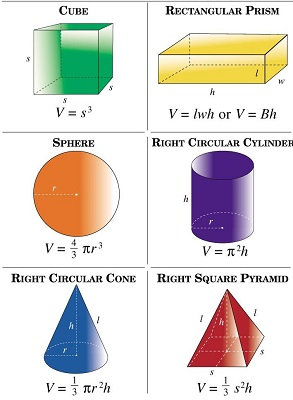 CUBE
s
s
s
V = s³
RECTANGULAR PRISM
l
w
h
V = lwh or V = Bh
SPHERE
r
V = 4/3 πr³
RIGHT CIRCULAR CYLINDER
h
r
V = π²h
RIGHT CIRCULAR CONE
h
l
r
V = 1/3 πr²h
RIGHT SQUARE PYRAMID
l
h
l
s
s
V = 1/3 s²h